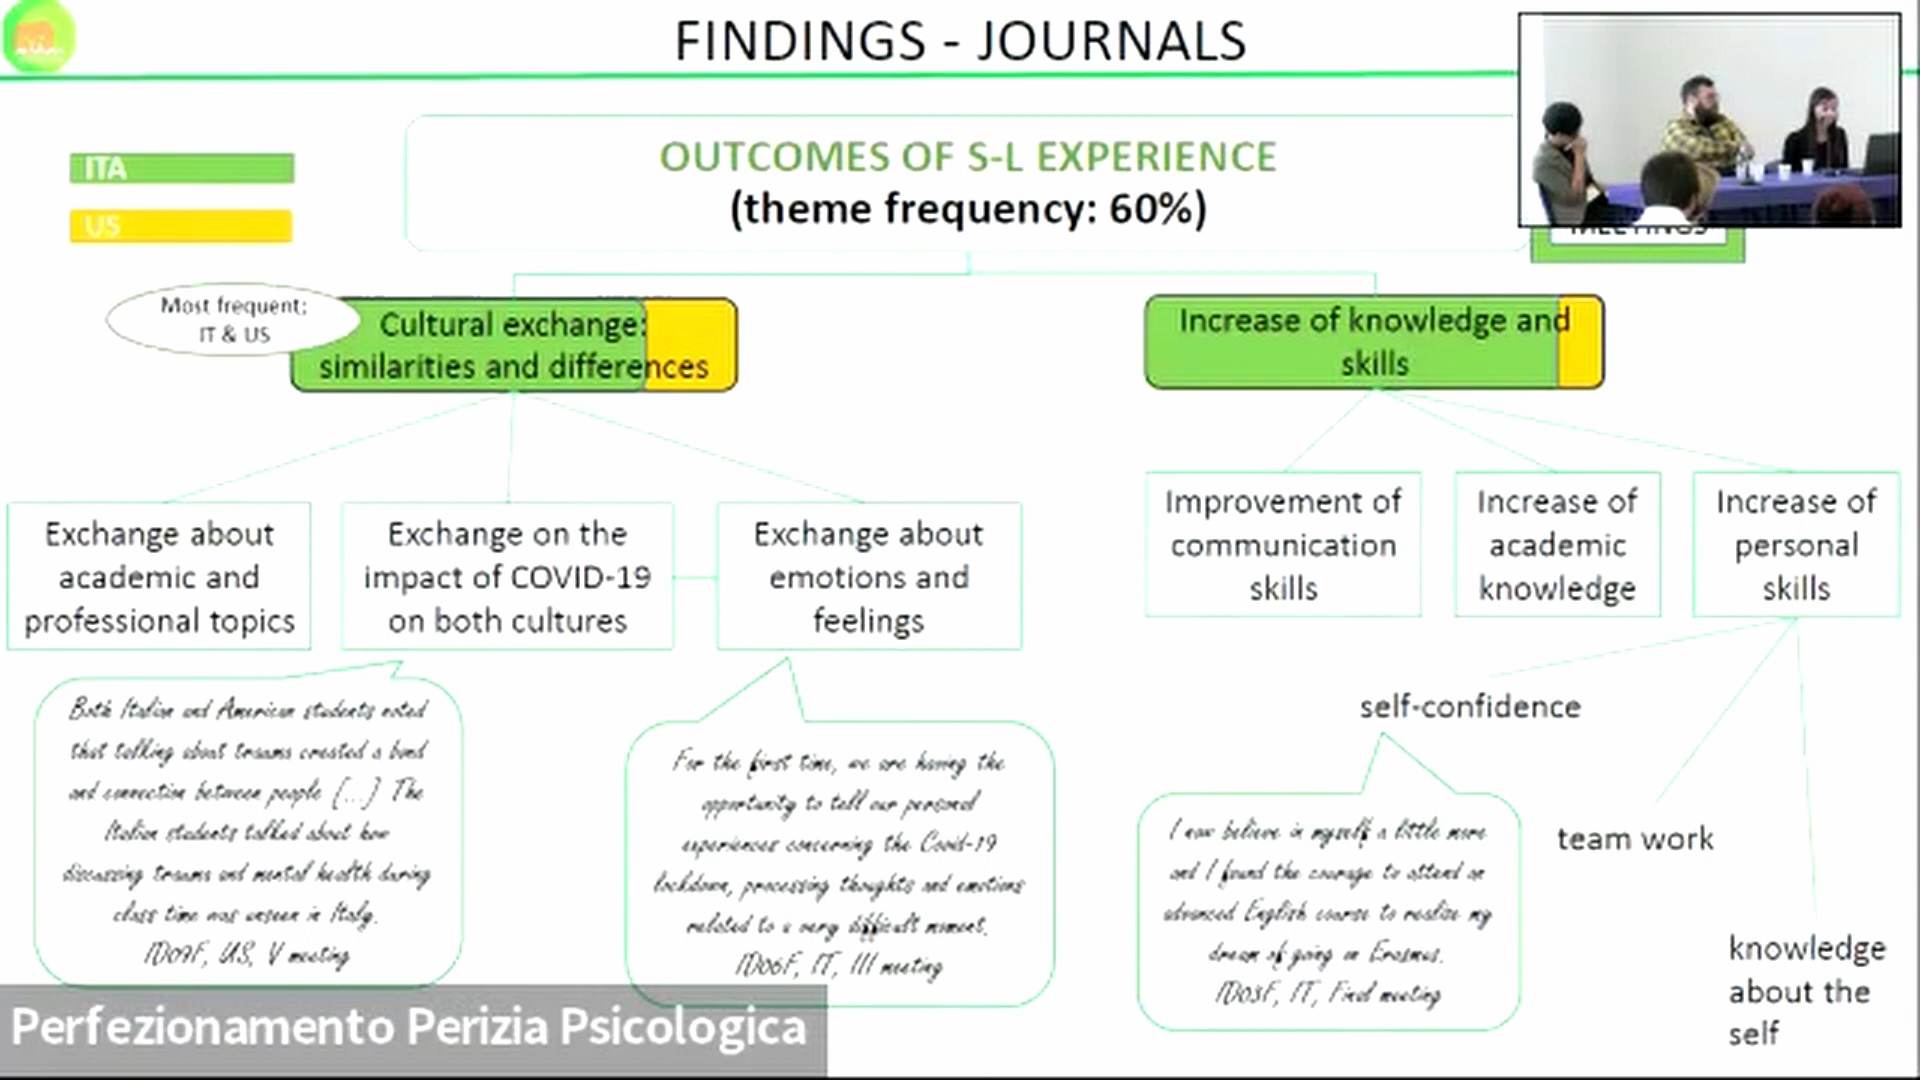 FINDINGS - JOURNALS
OUTCOMES OF S-L EXPERIENCE
(theme frequency: 60%)
ITA
US
MEETINGS
Most frequent:
IT & US
Cultural exchange:
similarities and differences
Increase of knowledge and
skills
Exchange about
academic and
professional topics
Exchange on the
impact of COVID-19
on both cultures
Exchange about
emotions and
feelings
Improvement of
communication
skills
Increase of
academic
knowledge
Increase of
personal
skills
Both Italian and American students noted
that talking about trauma created a bond
and connection between people [...] The
Italian students talked about how
discussing trauma and mental health during
class time was unseen in Italy.
ID09F, US, V meeting
For the first time, we are having the
opportunity to tell our personal
experiences concerning the Covid-19
lockdown, processing thoughts and emotions
related to a very difficult moment.
ID06F, IT, III meeting
self-confidence
I now believe in myself a little more
and I found the courage to attend an
advanced English course to realize my
dream of going on Erasmus.
ID03F, IT, Final meeting
team work
knowledge
about the
self
Perfezionamento Perizia Psicologica